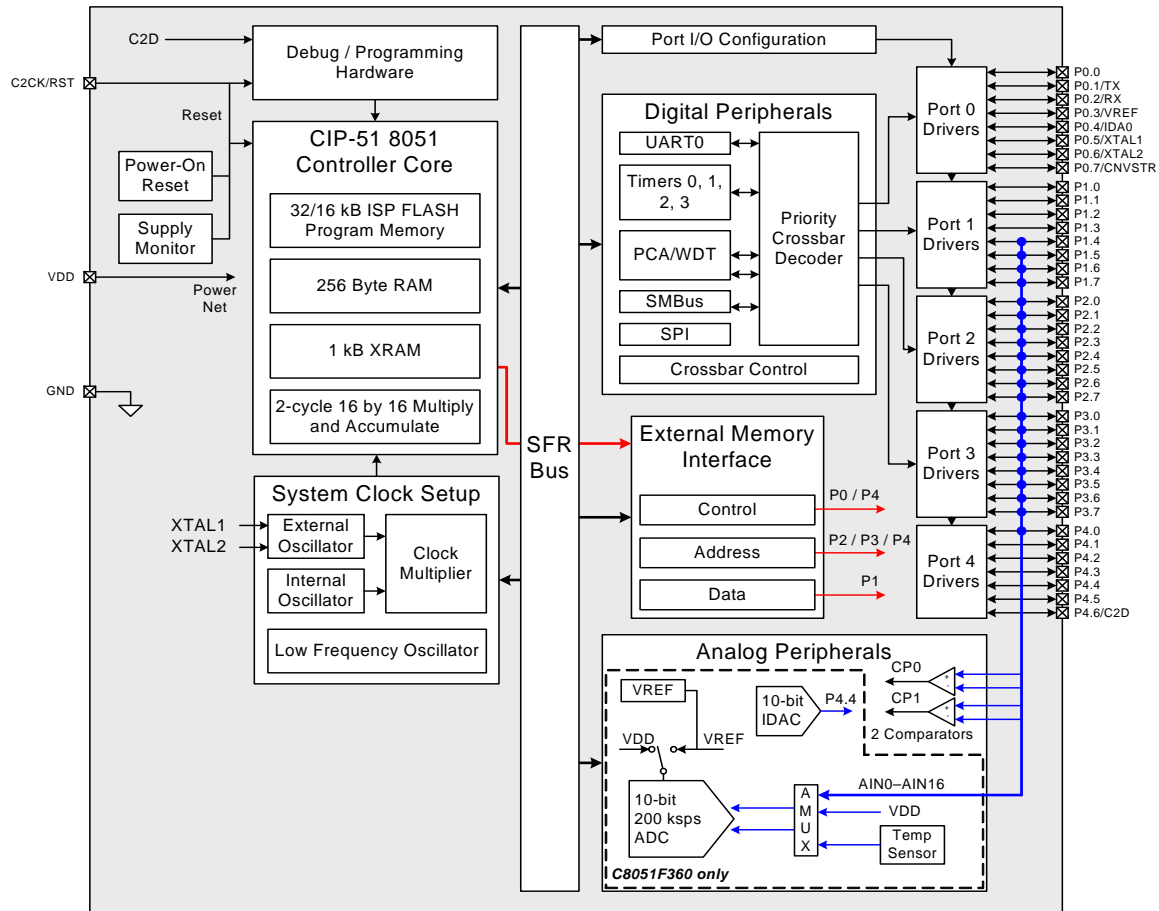 C2D
C2CK/RST
Reset
Debug / Programming
Hardware
CIP-51 8051
Controller Core
Power-On
Reset
Supply
Monitor
VDD
Power
Net
GND
32/16 kB ISP FLASH
Program Memory
256 Byte RAM
1 kB XRAM
2-cycle 16 by 16 Multiply
and Accumulate
System Clock Setup
XTAL1
XTAL2
External
Oscillator
Internal
Oscillator
Clock
Multiplier
Low Frequency Oscillator
SFR
Bus
Port I/O Configuration
Digital Peripherals
UART0
Timers 0, 1,
2, 3
PCA/WDT
SMBus
SPI
Priority
Crossbar
Decoder
Crossbar Control
External Memory
Interface
Control
Address
Data
P0 / P4
P2 / P3 / P4
P1
Port 0
Drivers
Port 1
Drivers
Port 2
Drivers
Port 3
Drivers
Port 4
Drivers
P0.0
P0.1/TX
P0.2/RX
P0.3/VREF
P0.4/IDA0
P0.5/XTAL1
P0.6/XTAL2
P0.7/CNVSTR
P1.0
P1.1
P1.2
P1.3
P1.4
P1.5
P1.6
P1.7
P2.0
P2.1
P2.2
P2.3
P2.4
P2.5
P2.6
P2.7
P3.0
P3.1
P3.2
P3.3
P3.4
P3.5
P3.6
P3.7
P4.0
P4.1
P4.2
P4.3
P4.4
P4.5
P4.6/C2D
Analog Peripherals
VREF
VDD
VREF
10-bit
IDAC
P4.4
CP0
+
-
CP1
+
-
2 Comparators
10-bit
200 ksps
ADC
A
M
U
X
AIN0–AIN16
VDD
Temp
Sensor
C8051F360 only